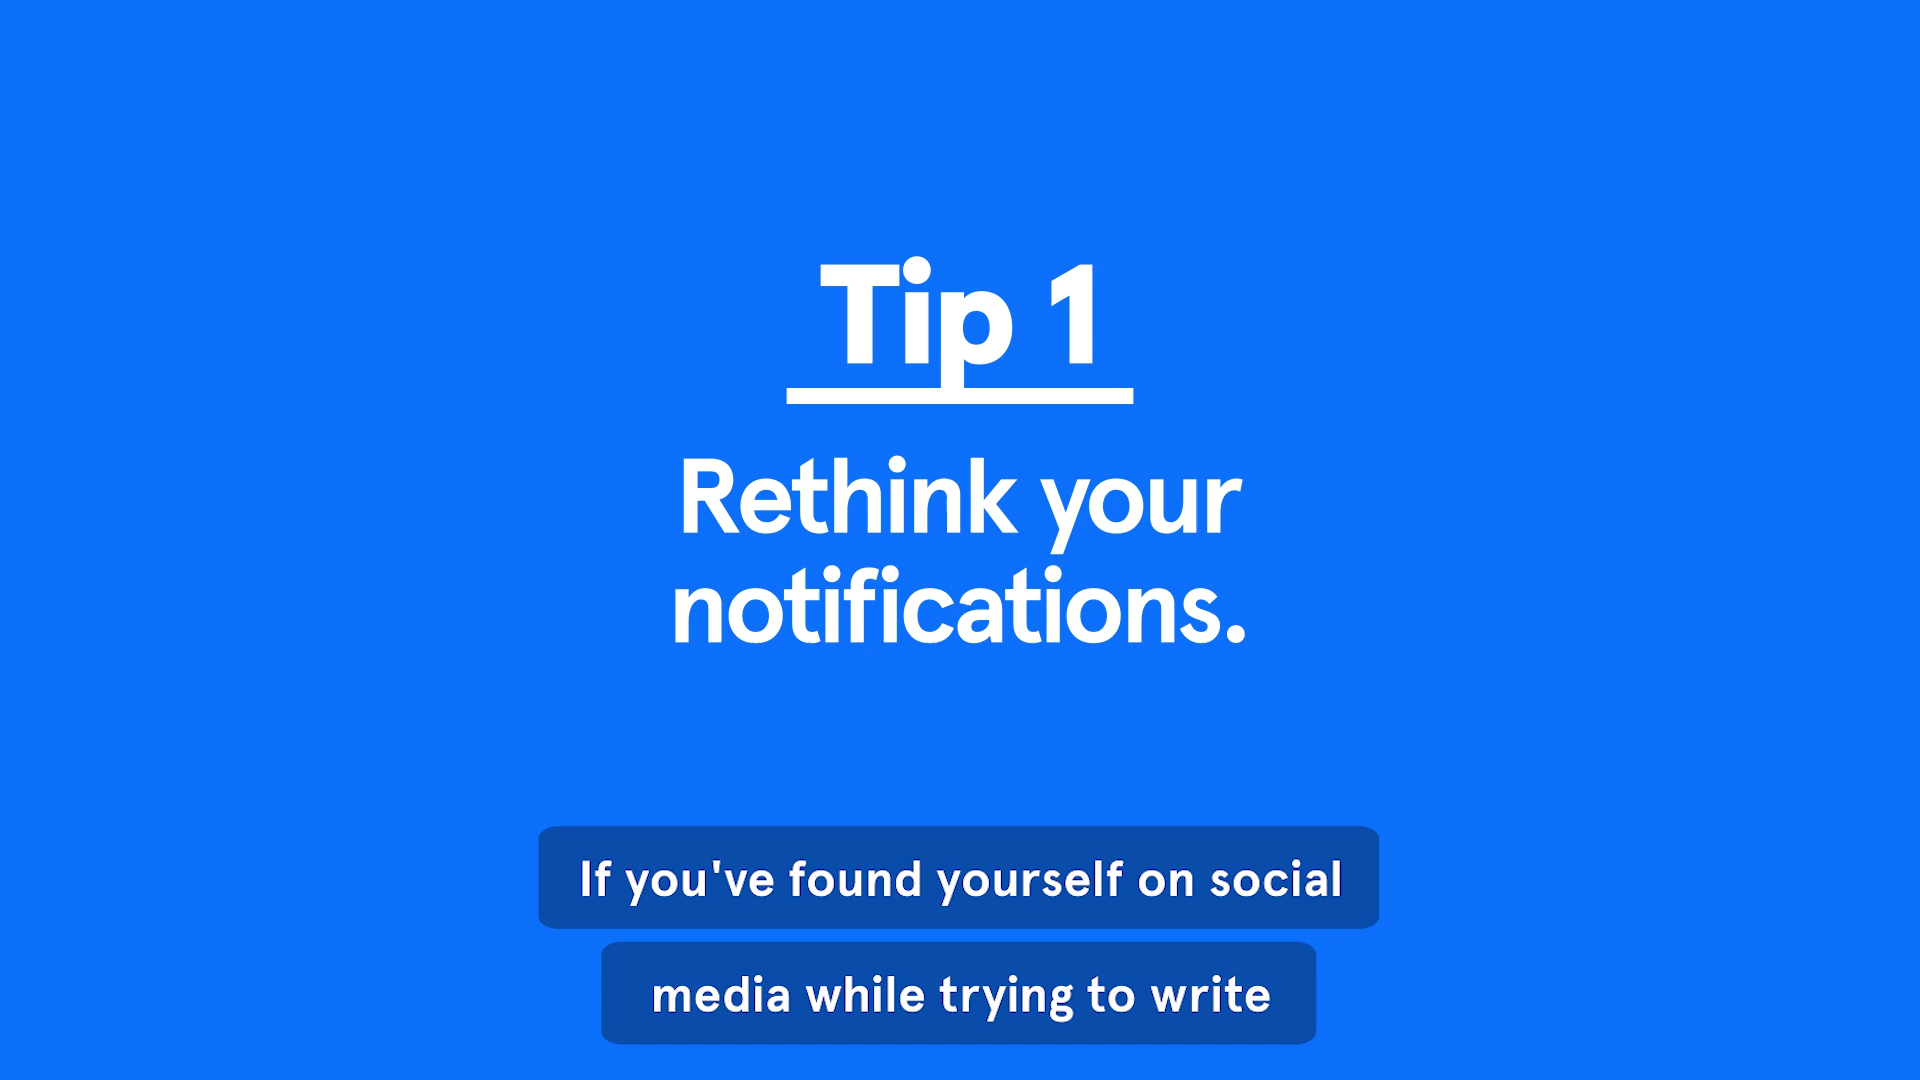 Tip 1
Rethink your
notifications.
If you've found yourself on social
media while trying to write